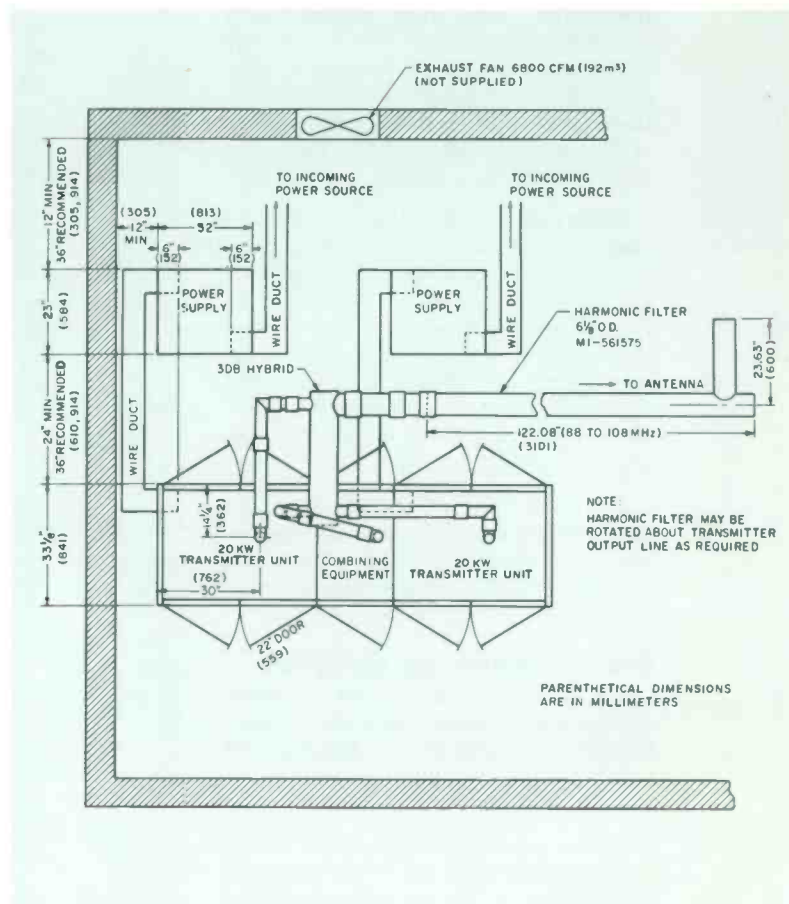 EXHAUST FAN 6800 CFM (192m³)
(NOT SUPPLIED)
TO INCOMING
POWER SOURCE
TO INCOMING
POWER SOURCE
12" MIN
36" RECOMMENDED
(305, 914)
(305)
12"
MIN
(813)
32"
6"
(152)
6"
(152)
23"
(584)
POWER
SUPPLY
WIRE DUCT
POWER
SUPPLY
WIRE DUCT
HARMONIC FILTER
6⅛" O D.
MI-561575
3DB HYBRID
TO ANTENNA
23.63"
(600)
24" MIN
36" RECOMMENDED
(610, 914)
WIRE DUCT
122.08" (88 TO 108MHz)
(3101)
33⅛"
(841)
14¼"
(362)
20 KW
TRANSMITTER UNIT
(762)
30"
COMBINING
EQUIPMENT
20 KW
TRANSMITTER UNIT
NOTE:
HARMONIC FILTER MAY BE
ROTATED ABOUT TRANSMITTER
OUTPUT LINE AS REQUIRED
22" DOOR
(559)
PARENTHETICAL DIMENSIONS
ARE IN MILLIMETERS